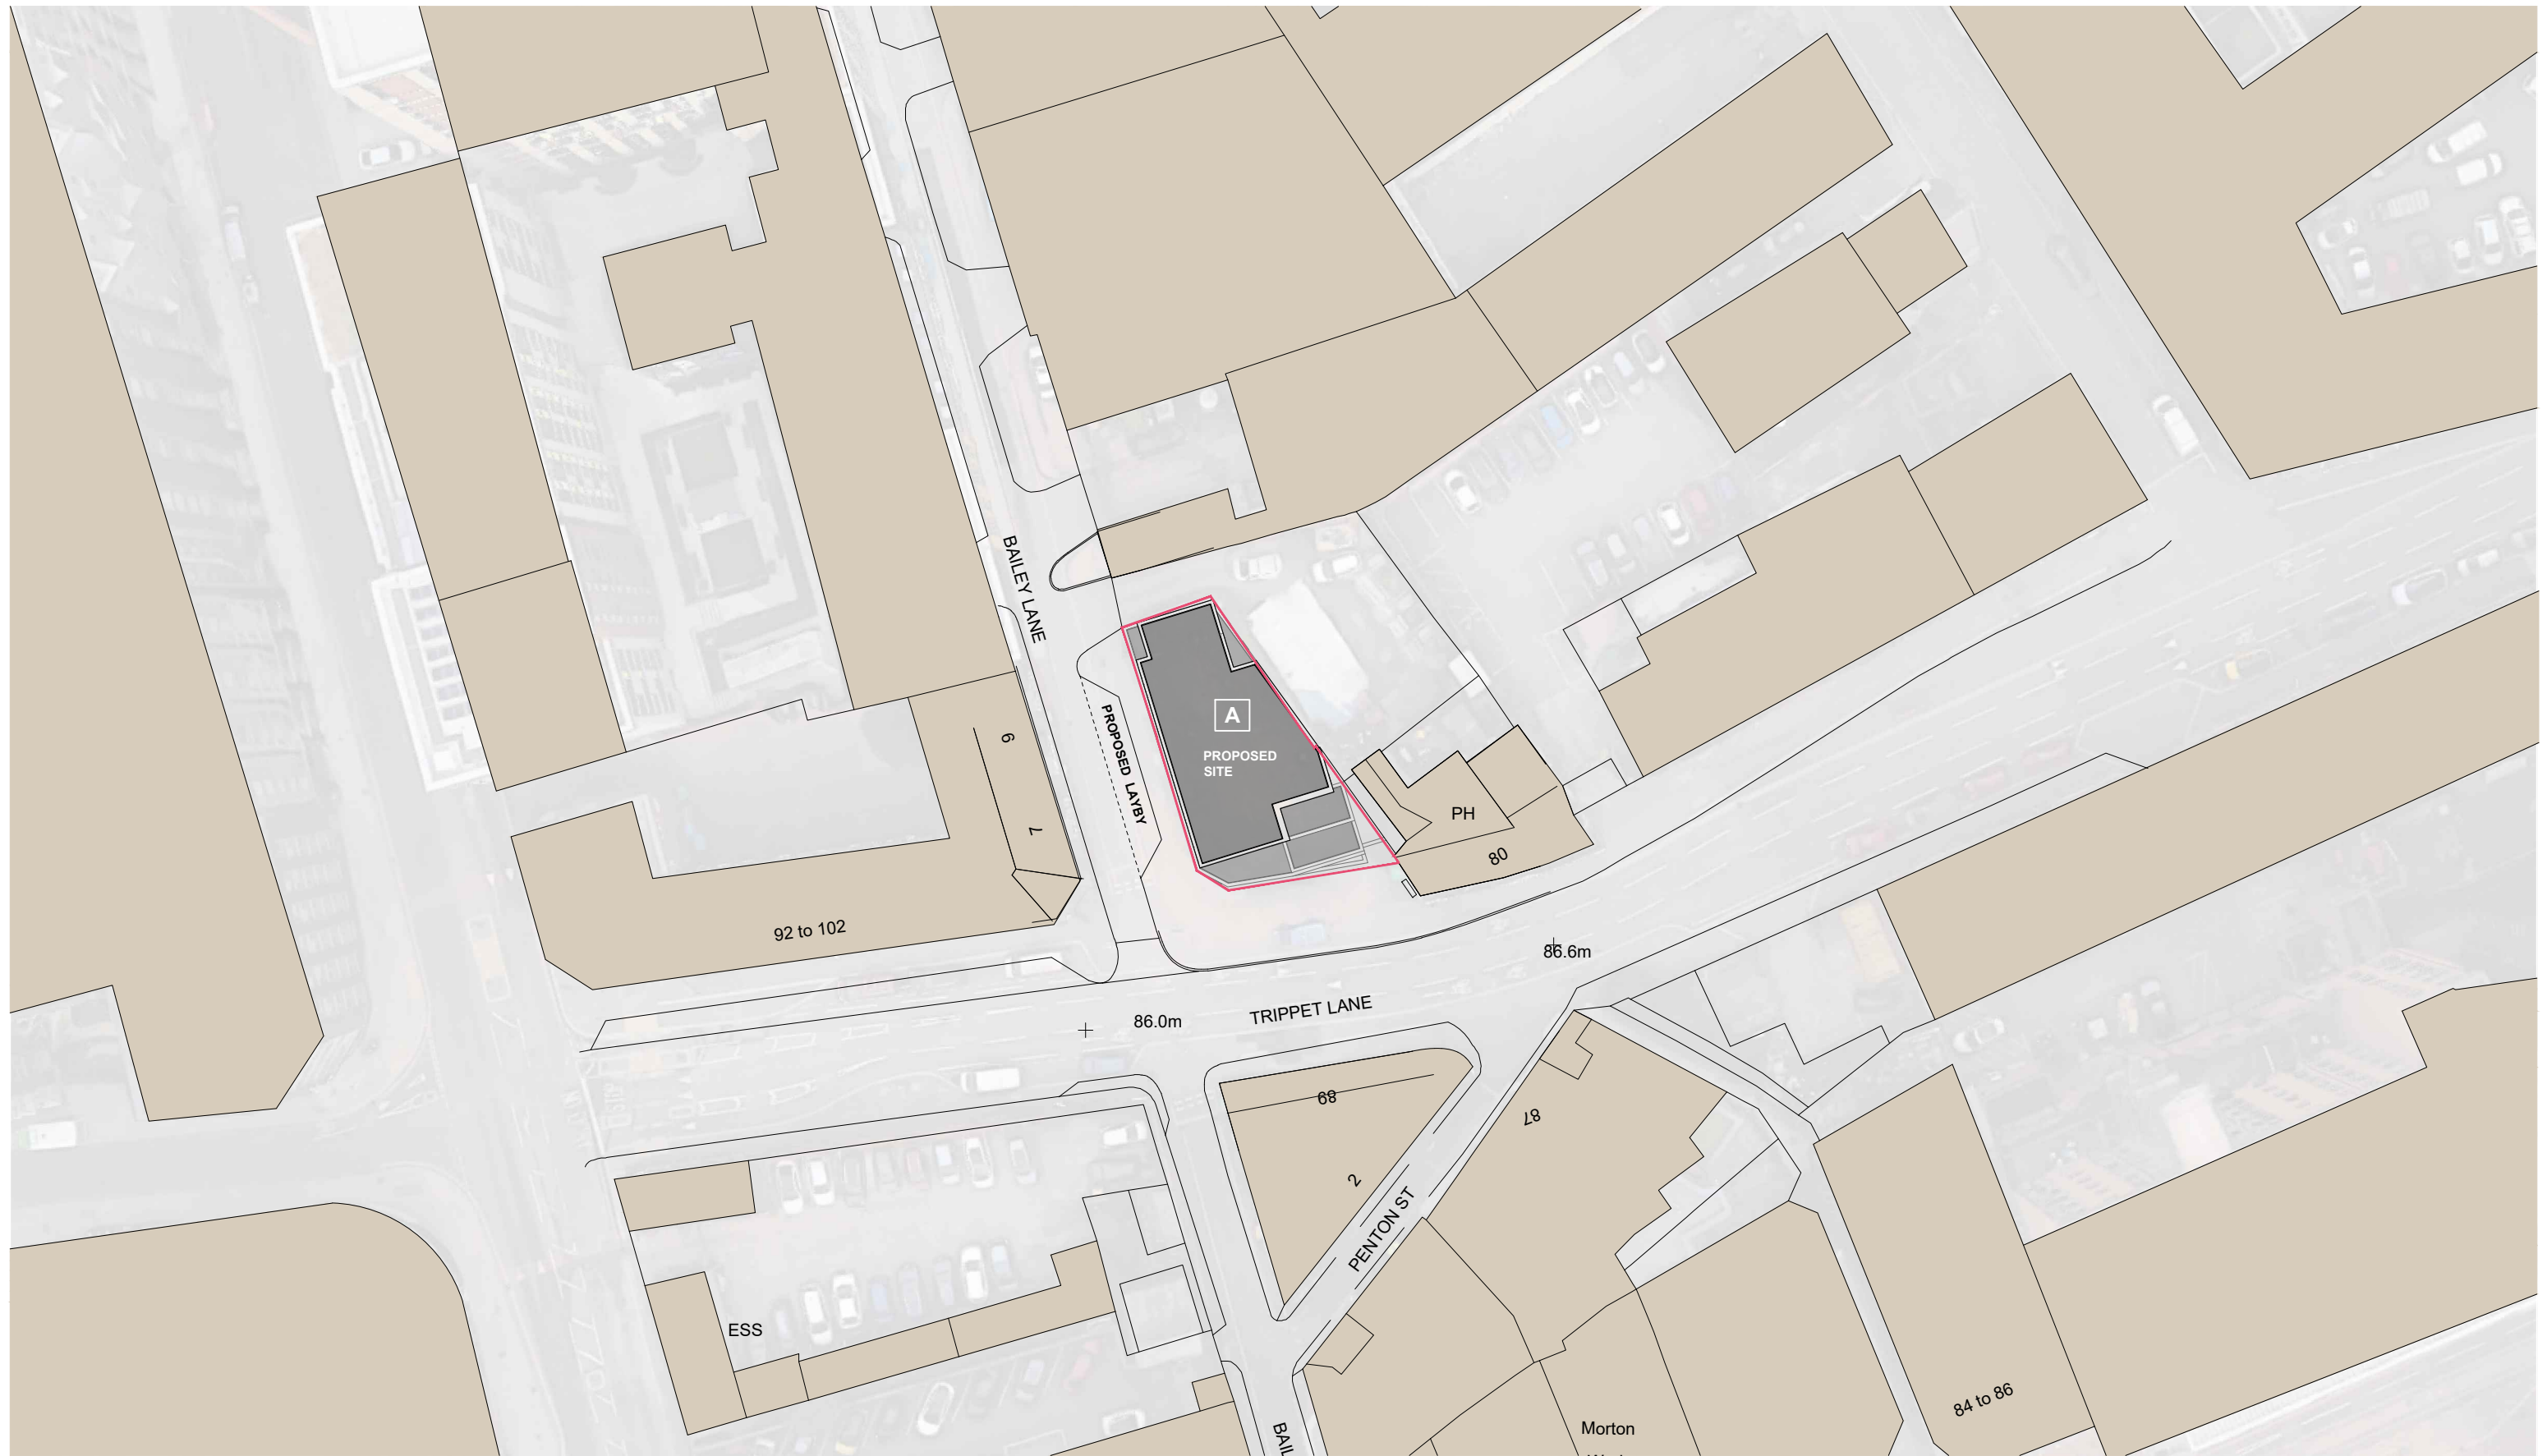 BAILEY LANE
9
7
PROPOSED LAYBY
A
PROPOSED
SITE
PH
80
92 to 102
86.6m
86.0m
TRIPPET LANE
68
87
2
PENTON ST
ESS
84 to 86
BAIL
Morton